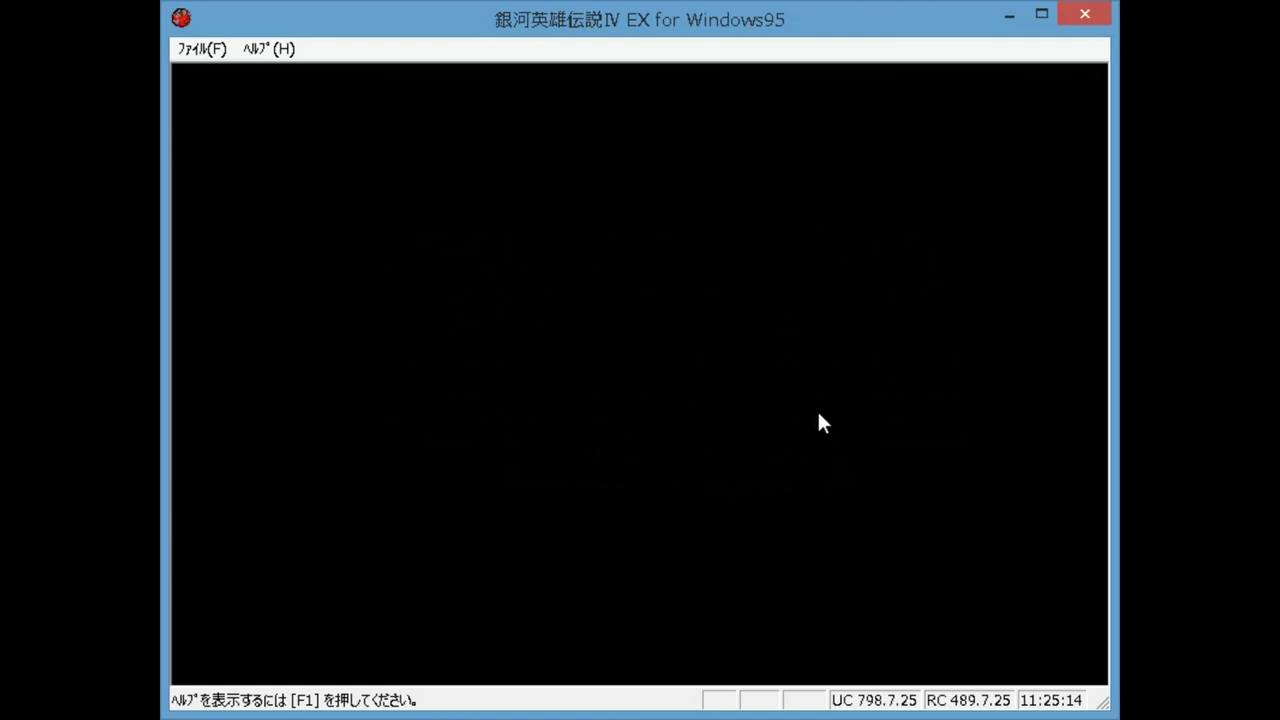 銀河英雄伝説Ⅳ EX for Windows95
ﾌｧｲﾙ(F) ﾍﾙﾌﾟ(H)
ﾍﾙﾌﾟを表示するには [F1] を押してください。 UC 798.7.25 RC 489.7.25 11:25:14